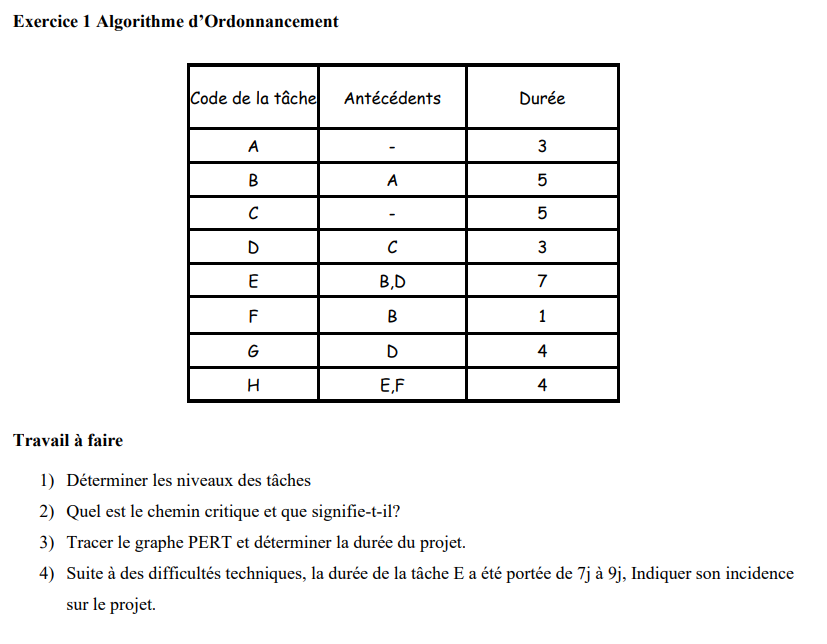 Exercice 1 Algorithme d'Ordonnancement
Code de la tâche Antécédents Durée
A - 3
B A 5
C - 5
D C 3
E B,D 7
F B 1
G D 4
H E,F 4
Travail à faire
1) Déterminer les niveaux des tâches
2) Quel est le chemin critique et que signifie-t-il?
3) Tracer le graphe PERT et déterminer la durée du projet.
4) Suite à des difficultés techniques, la durée de la tâche E a été portée de 7j à 9j, Indiquer son incidence
sur le projet.